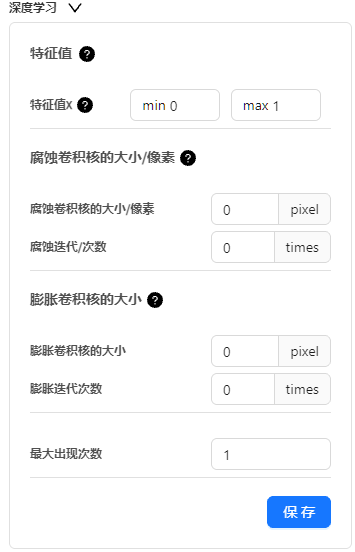 深度学习
特征值 ?
特征值X ? min 0 max 1
腐蚀卷积核的大小/像素 ?
腐蚀卷积核的大小/像素 0 pixel
腐蚀迭代/次数 0 times
膨胀卷积核的大小 ?
膨胀卷积核的大小 0 pixel
膨胀迭代次数 0 times
最大出现次数 1
保存